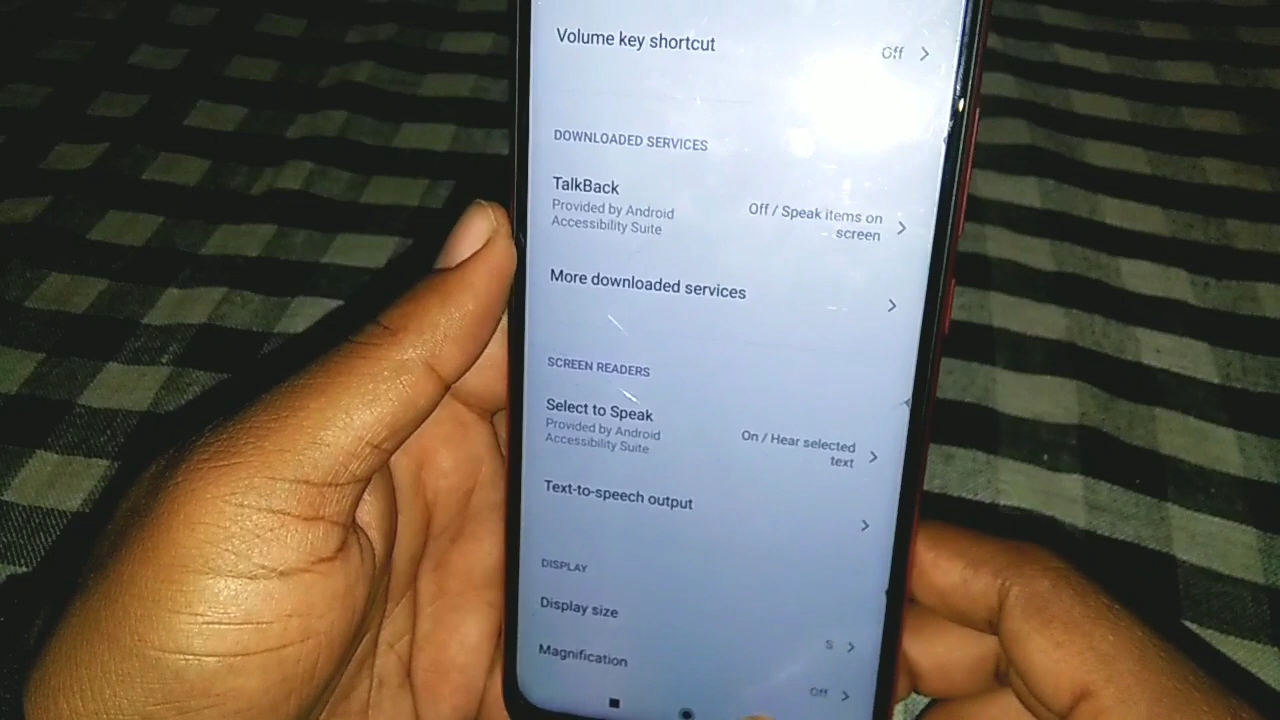 Volume key shortcut
Off
DOWNLOADED SERVICES
TalkBack
Provided by Android
Accessibility Suite
Off / Speak items on
screen
More downloaded services
SCREEN READERS
Select to Speak
Provided by Android
Accessibility Suite
On / Hear selected
text
Text-to-speech output
DISPLAY
Display size
S
Magnification
Off